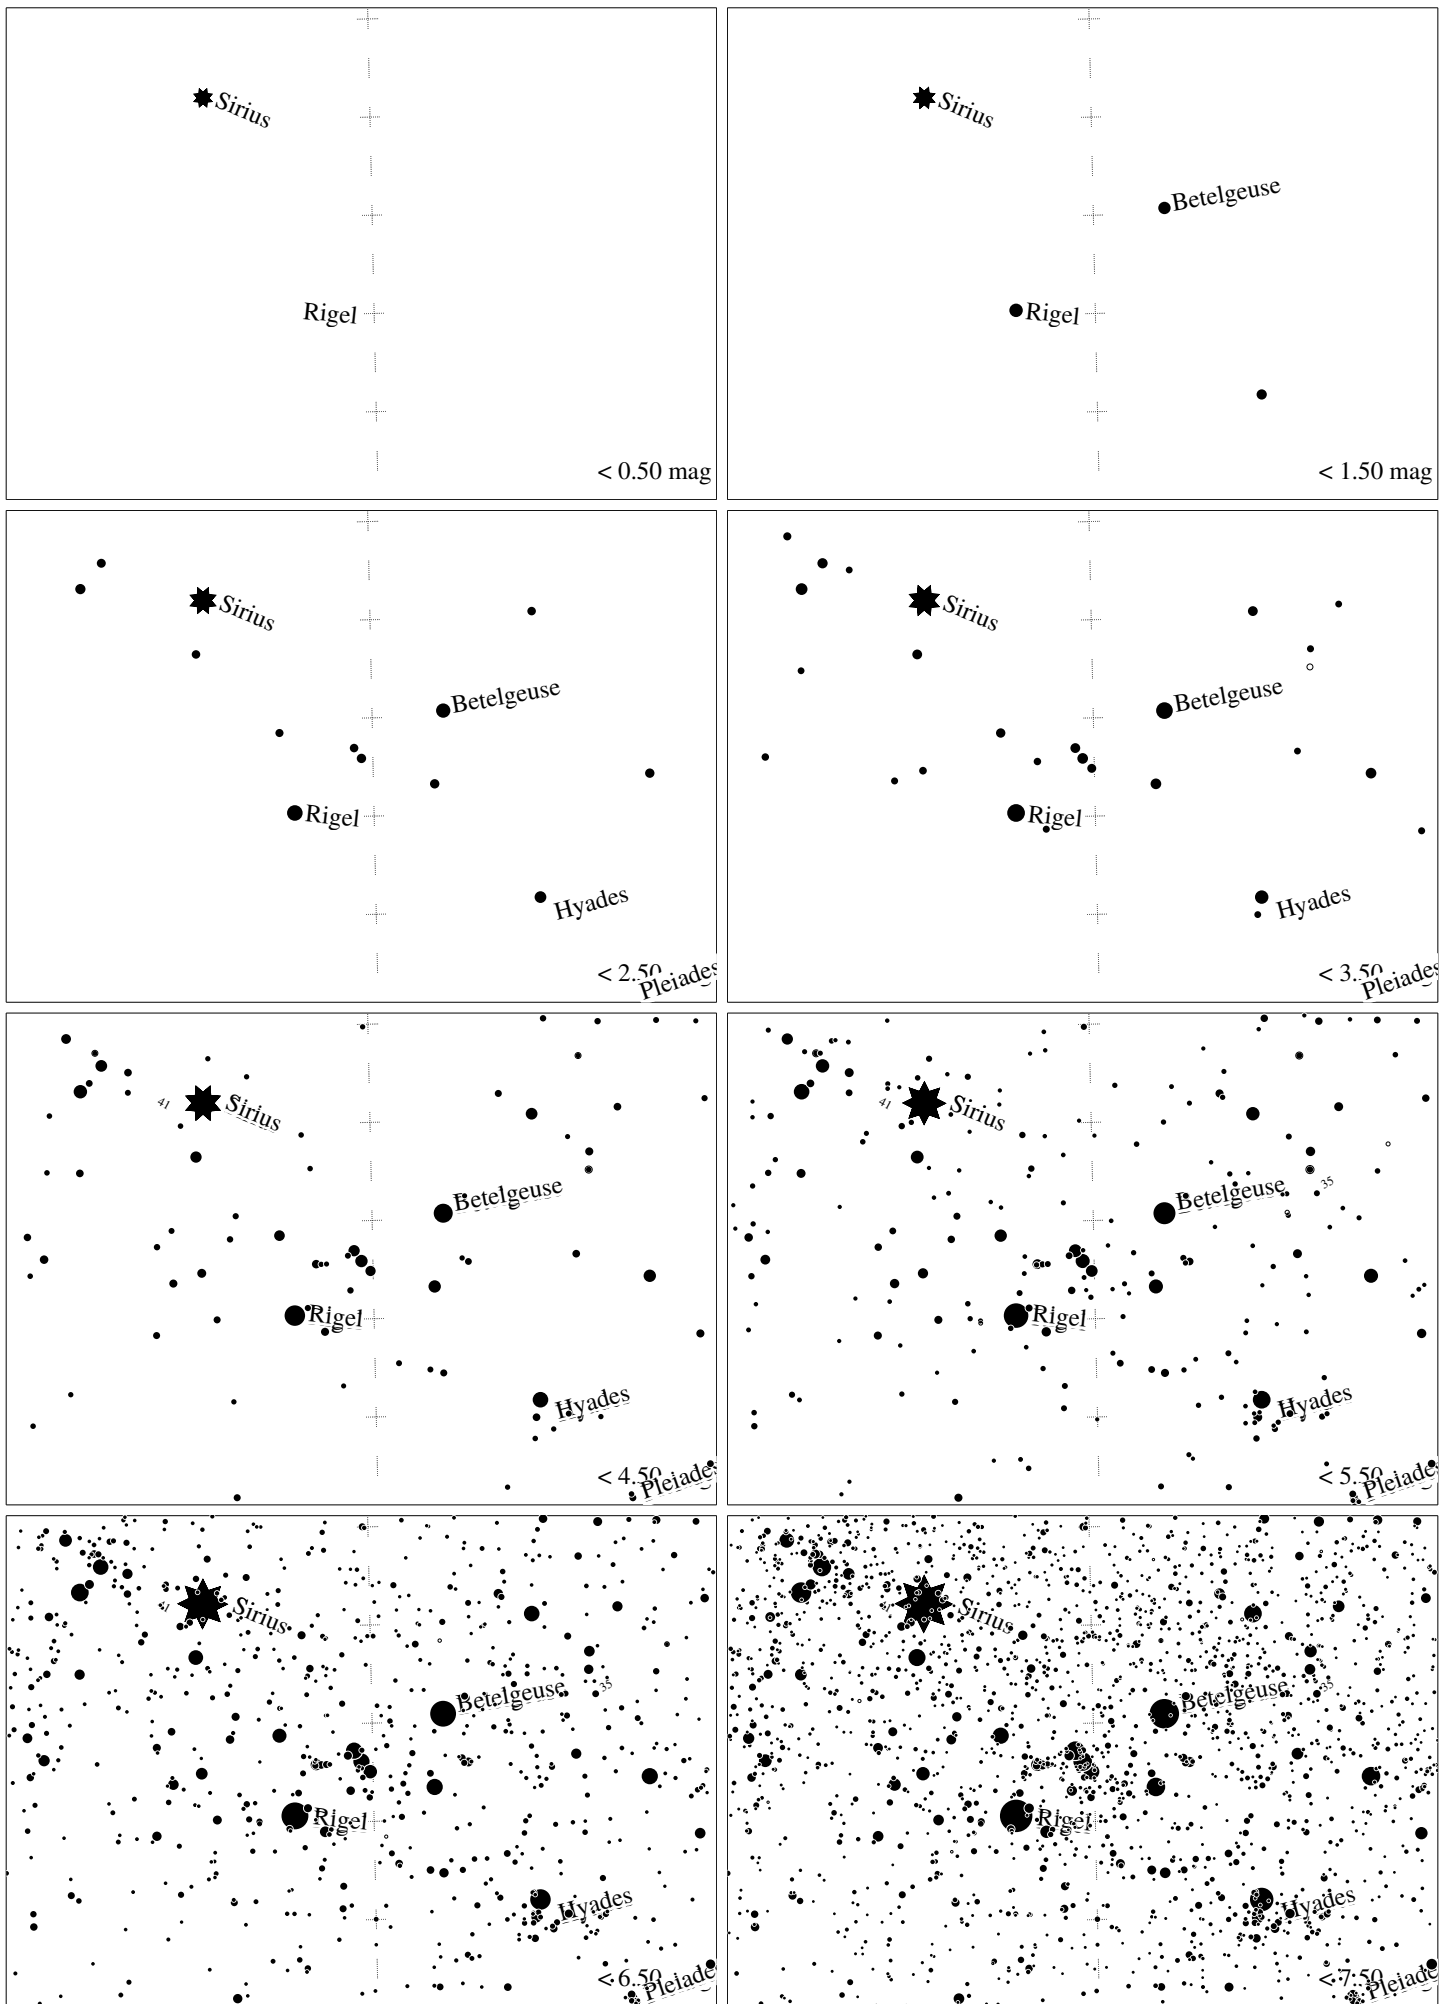 Sirius
Rigel
< 0.50 mag
Sirius
Betelgeuse
Rigel
< 1.50 mag
Sirius
Betelgeuse
Rigel
Hyades
< 2.50
Pleiades
Sirius
Betelgeuse
Rigel
Hyades
< 3.50
Pleiades
41
Sirius
Betelgeuse
Rigel
Hyades
< 4.50
Pleiades
41
Sirius
35
Betelgeuse
Rigel
Hyades
< 5.50
Pleiades
41
Sirius
35
Betelgeuse
Rigel
Hyades
< 6.50
Pleiade
Sirius
35
Betelgeuse
Rigel
Hyades
< 7.50
Pleiade